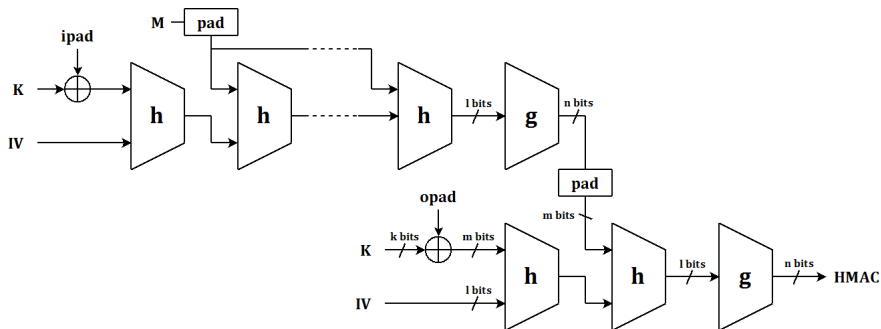 M pad
ipad
K
h h h l bits g n bits
IV
pad
opad
m bits
K k bits m bits
h h l bits g n bits HMAC
IV l bits